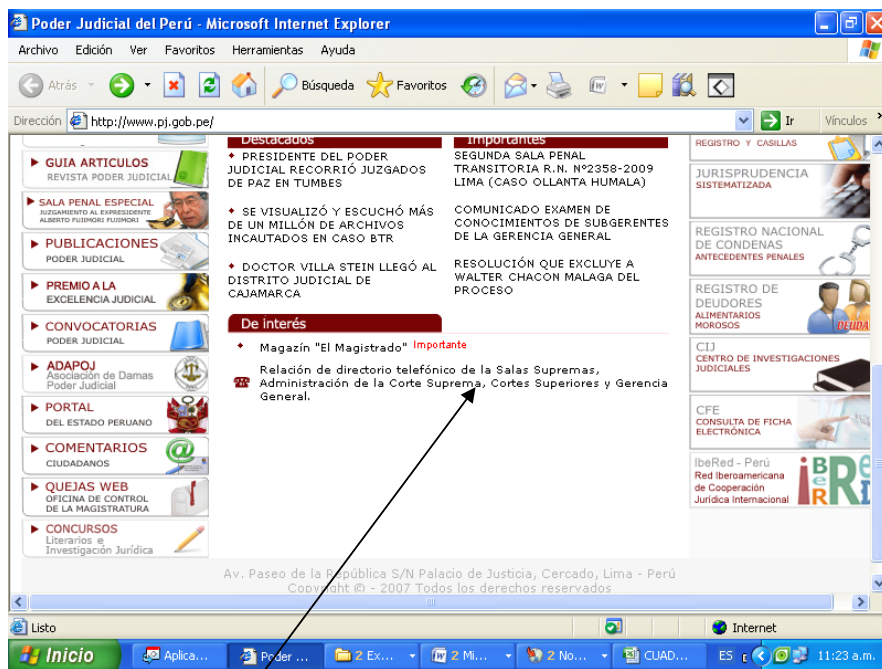 Poder Judicial del Perú - Microsoft Internet Explorer
Archivo Edición Ver Favoritos Herramientas Ayuda
Atrás Búsqueda Favoritos
Dirección http://www.pj.gob.pe/ Ir Vínculos
GUIA ARTICULOS
REVISTA PODER JUDICIAL
SALA PENAL ESPECIAL
JUZGAMIENTO AL EXPRESIDENTE
ALBERTO FUJIMORI FUJIMORI
PUBLICACIONES
PODER JUDICIAL
PREMIO A LA
EXCELENCIA JUDICIAL
CONVOCATORIAS
PODER JUDICIAL
ADAPOJ
Asociación de Damas
Poder Judicial
PORTAL
DEL ESTADO PERUANO
COMENTARIOS
CIUDADANOS
QUEJAS WEB
OFICINA DE CONTROL
DE LA MAGISTRATURA
CONCURSOS
Literarios e
Investigación Jurídica
Destacados
PRESIDENTE DEL PODER
JUDICIAL RECORRIÓ JUZGADOS
DE PAZ EN TUMBES
SE VISUALIZÓ Y ESCUCHÓ MÁS
DE UN MILLÓN DE ARCHIVOS
INCAUTADOS EN CASO BTR
DOCTOR VILLA STEIN LLEGÓ AL
DISTRITO JUDICIAL DE
CAJAMARCA
Importantes
SEGUNDA SALA PENAL
TRANSITORIA R.N. Nº2358-2009
LIMA (CASO OLLANTA HUMALA)
COMUNICADO EXAMEN DE
CONOCIMIENTOS DE SUBGERENTES
DE LA GERENCIA GENERAL
RESOLUCIÓN QUE EXCLUYE A
WALTER CHACON MALAGA DEL
PROCESO
De interés
Magazín "El Magistrado" Importante
Relación de directorio telefónico de la Salas Supremas,
Administración de la Corte Suprema, Cortes Superiores y Gerencia
General.
REGISTRO Y CASILLAS
JURISPRUDENCIA
SISTEMATIZADA
REGISTRO NACIONAL
DE CONDENAS
ANTECEDENTES PENALES
REGISTRO DE
DEUDORES
ALIMENTARIOS
MOROSOS
DEUDA
CIJ
CENTRO DE INVESTIGACIONES
JUDICIALES
CFE
CONSULTA DE FICHA
ELECTRÓNICA
IbeRed - Perú
Red Iberoamericana
de Cooperación
Jurídica Internacional
Av. Paseo de la República S/N Palacio de Justicia, Cercado, Lima - Perú
Copyright © - 2007 Todos los derechos reservados
Listo Internet
Inicio Aplica... Poder ... 2 Ex... 2 Mi... 2 No... CUAD... ES 11:23 a.m.